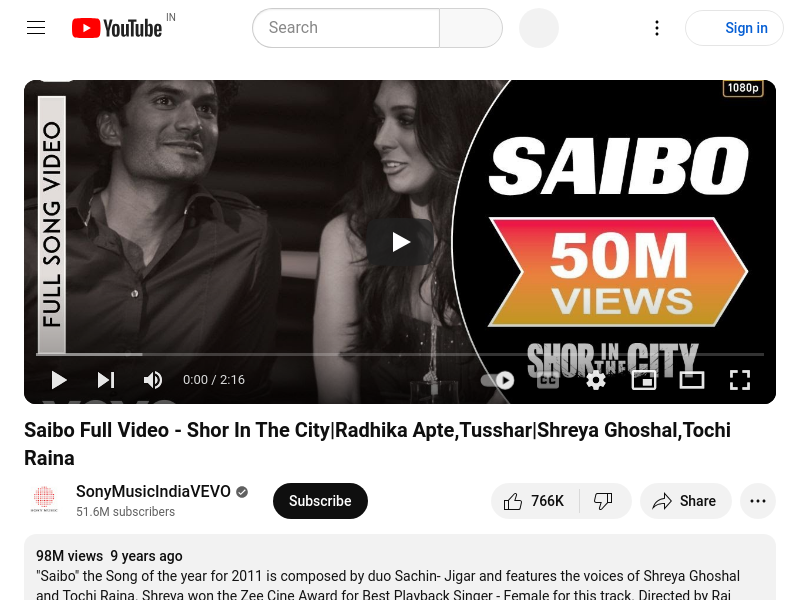 YouTube IN
Search
Sign in
1080p
FULL SONG VIDEO
SAIBO
50M
VIEWS
SHOR IN THE CITY
0:00 / 2:16
CC
Saibo Full Video - Shor In The City|Radhika Apte,Tusshar|Shreya Ghoshal,Tochi
Raina
SonyMusicIndiaVEVO
51.6M subscribers
Subscribe
766K
Share
98M views 9 years ago
"Saibo" the Song of the year for 2011 is composed by duo Sachin- Jigar and features the voices of Shreya Ghoshal
and Tochi Raina. Shreya won the Zee Cine Award for Best Playback Singer - Female for this track. Directed by Raj